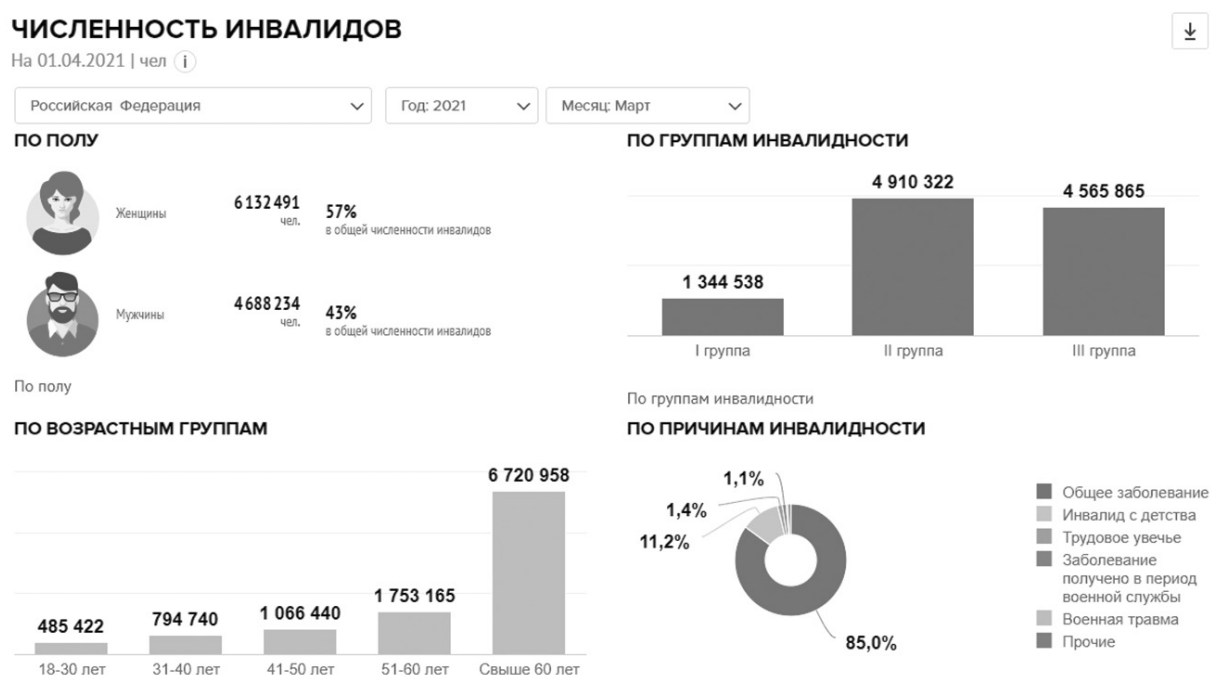 ЧИСЛЕННОСТЬ ИНВАЛИДОВ
На 01.04.2021 | чел i
Российская Федерация
Год: 2021
Месяц: Март
ПО ПОЛУ
Женщины
6 132 491
чел.
57%
в общей численности инвалидов
Мужчины
4 688 234
чел.
43%
в общей численности инвалидов
По полу
ПО ГРУППАМ ИНВАЛИДНОСТИ
1 344 538
4 910 322
4 565 865
I группа
II группа
III группа
По группам инвалидности
ПО ВОЗРАСТНЫМ ГРУППАМ
485 422
794 740
1 066 440
1 753 165
6 720 958
18-30 лет
31-40 лет
41-50 лет
51-60 лет
Свыше 60 лет
ПО ПРИЧИНАМ ИНВАЛИДНОСТИ
1,1%
1,4%
11,2%
85,0%
Общее заболевание
Инвалид с детства
Трудовое увечье
Заболевание
получено в период
военной службы
Военная травма
Прочие